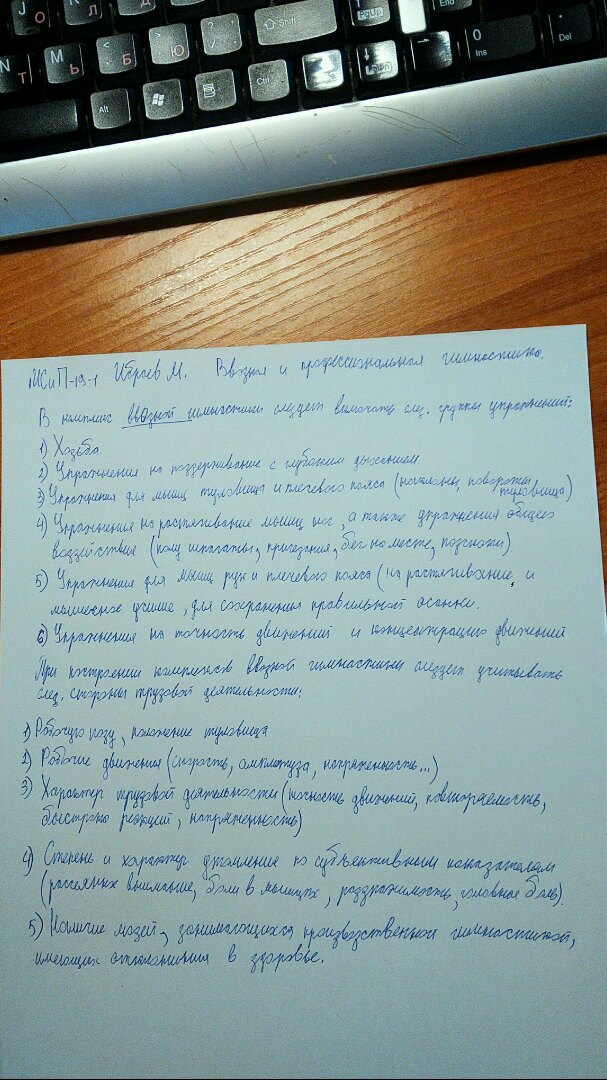 J О
K Л
L Д
Shift
PgUp
End
N Т
M Ь
< , Б
> . Ю
? /
0 Ins
. Del
Alt
Ctrl
МСиП-19-1 Ибраев М. Вводная и профессиональная гимнастика.
В комплекс вводной гимнастики следует включать след. группы упражнений:
1) Ходьба
2) Упражнения на поддерживание с глубоким дыханием.
3) Упражнения для мышц туловища и плечевого пояса (наклоны, повороты туловища)
4) Упражнения на растягивание мышц ног, а также упражнения общего
воздействия (полу шпагаты, приседания, бег на месте, подскоки).
5) Упражнения для мышц рук и плечевого пояса (на растягивание и
мышечное усилие, для сохранения правильной осанки.
6) Упражнения на точность движений и концентрацию движений
При построении комплексов вводной гимнастики следует учитывать
след. стороны трудовой деятельности:
1) Рабочую позу, положение туловища
2) Рабочие движения (скорость, амплитуда, напряженность...)
3) Характер трудовой деятельности (точность движений, повторяемость,
быстрота реакций, напряженность)
4) Степень и характер утомления по субъективным показателям
(рассеянное внимание, боли в мышцах, раздражимость, головная боль).
5) Наличие людей, занимающихся производственной гимнастикой,
имеющих отклонения в здоровье.